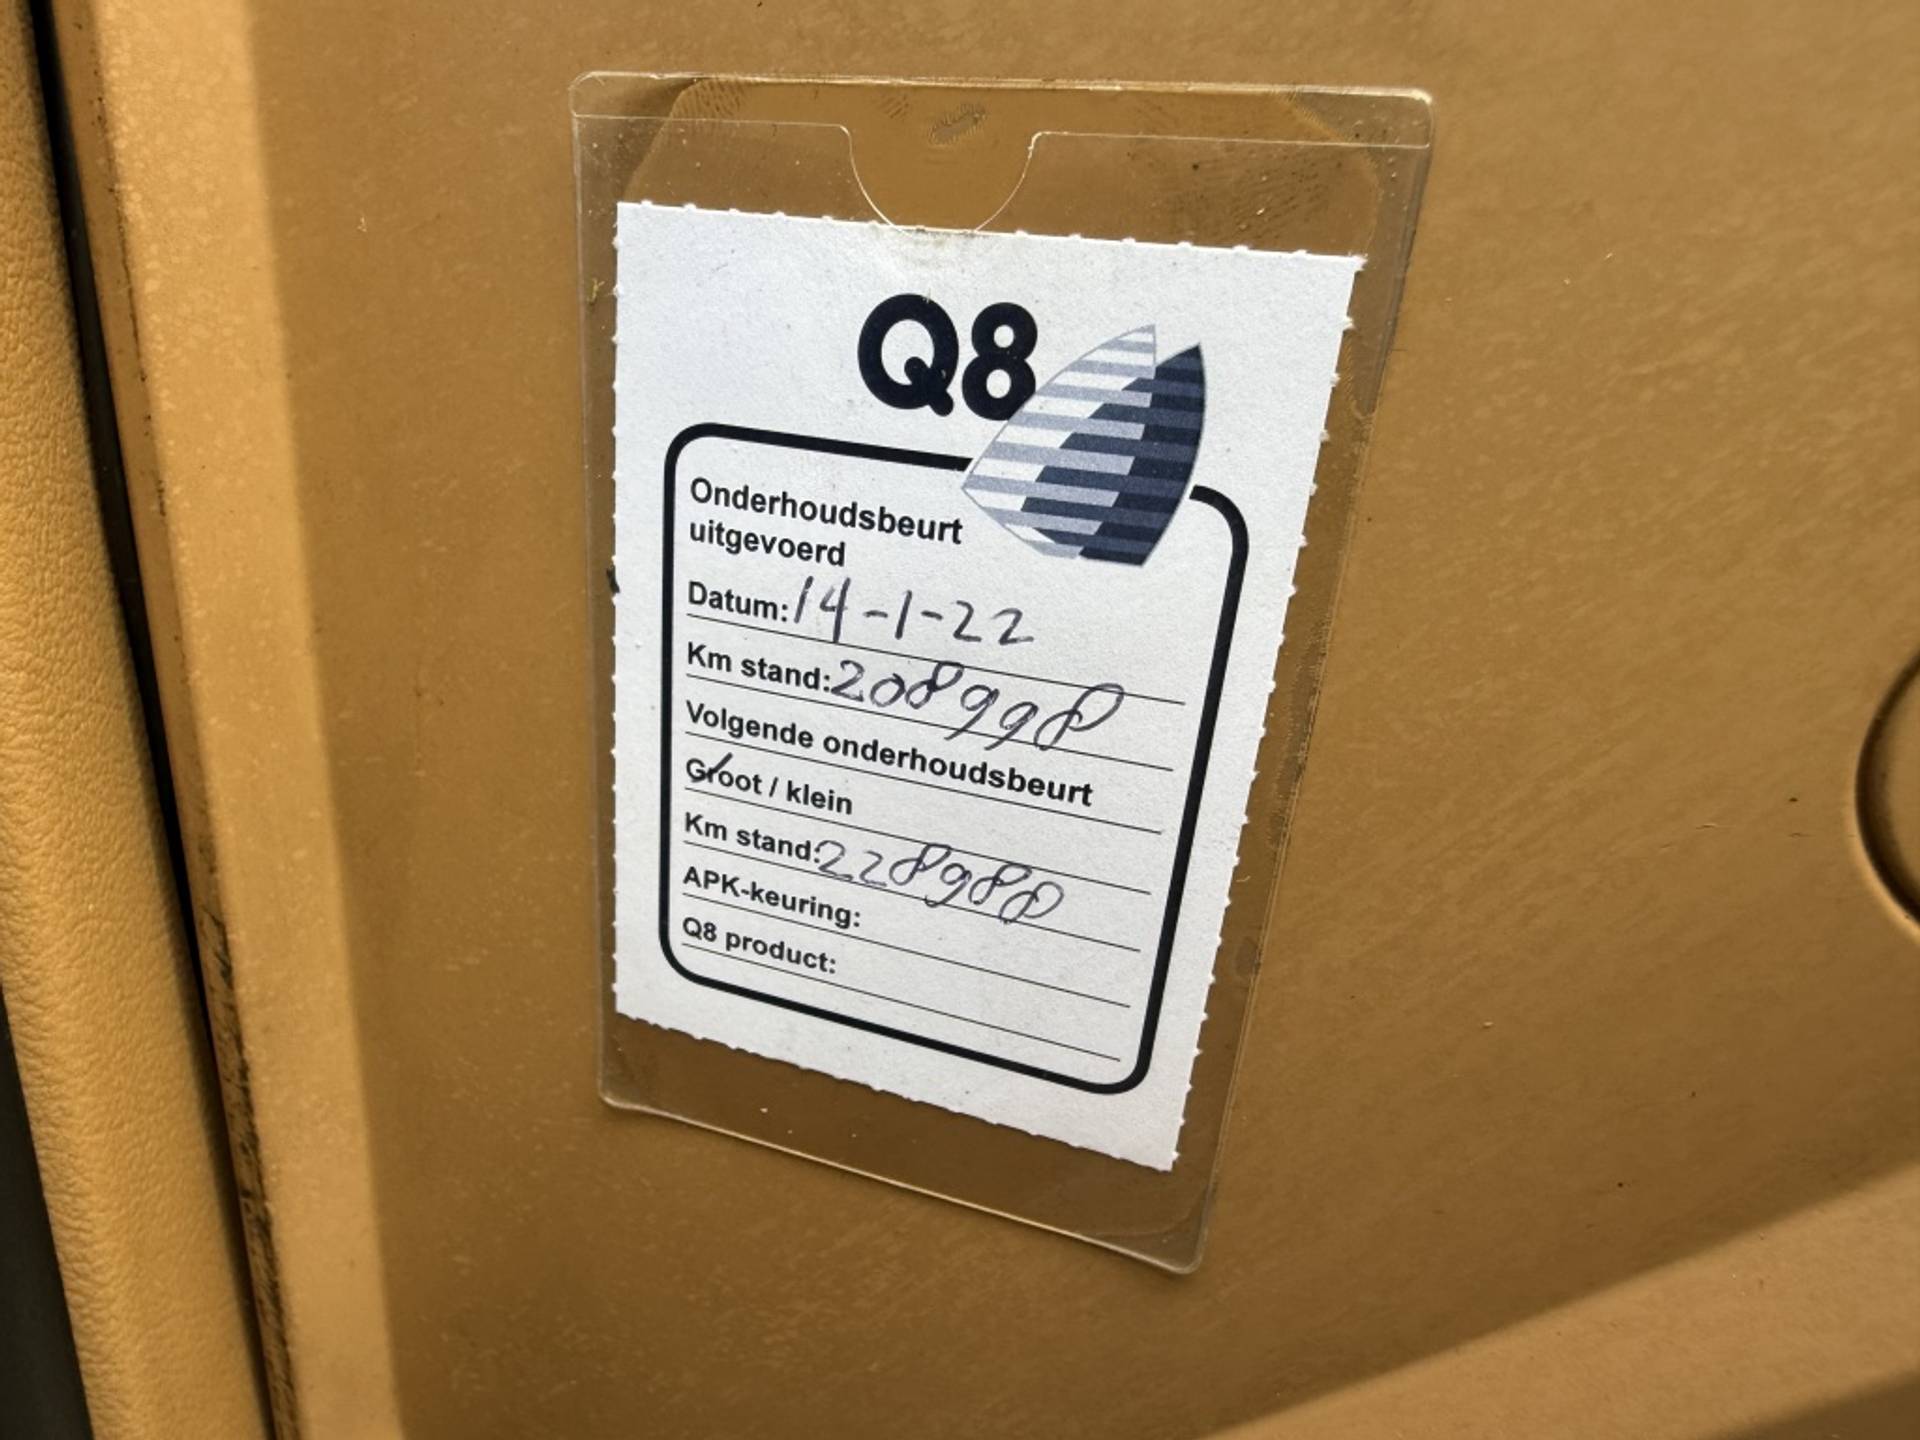 Q8
Onderhoudsbeurt
uitgevoerd
Datum: 14-1-22
Km stand: 208998
Volgende onderhoudsbeurt
Groot / klein
Km stand: 228988
APK-keuring:
Q8 product: